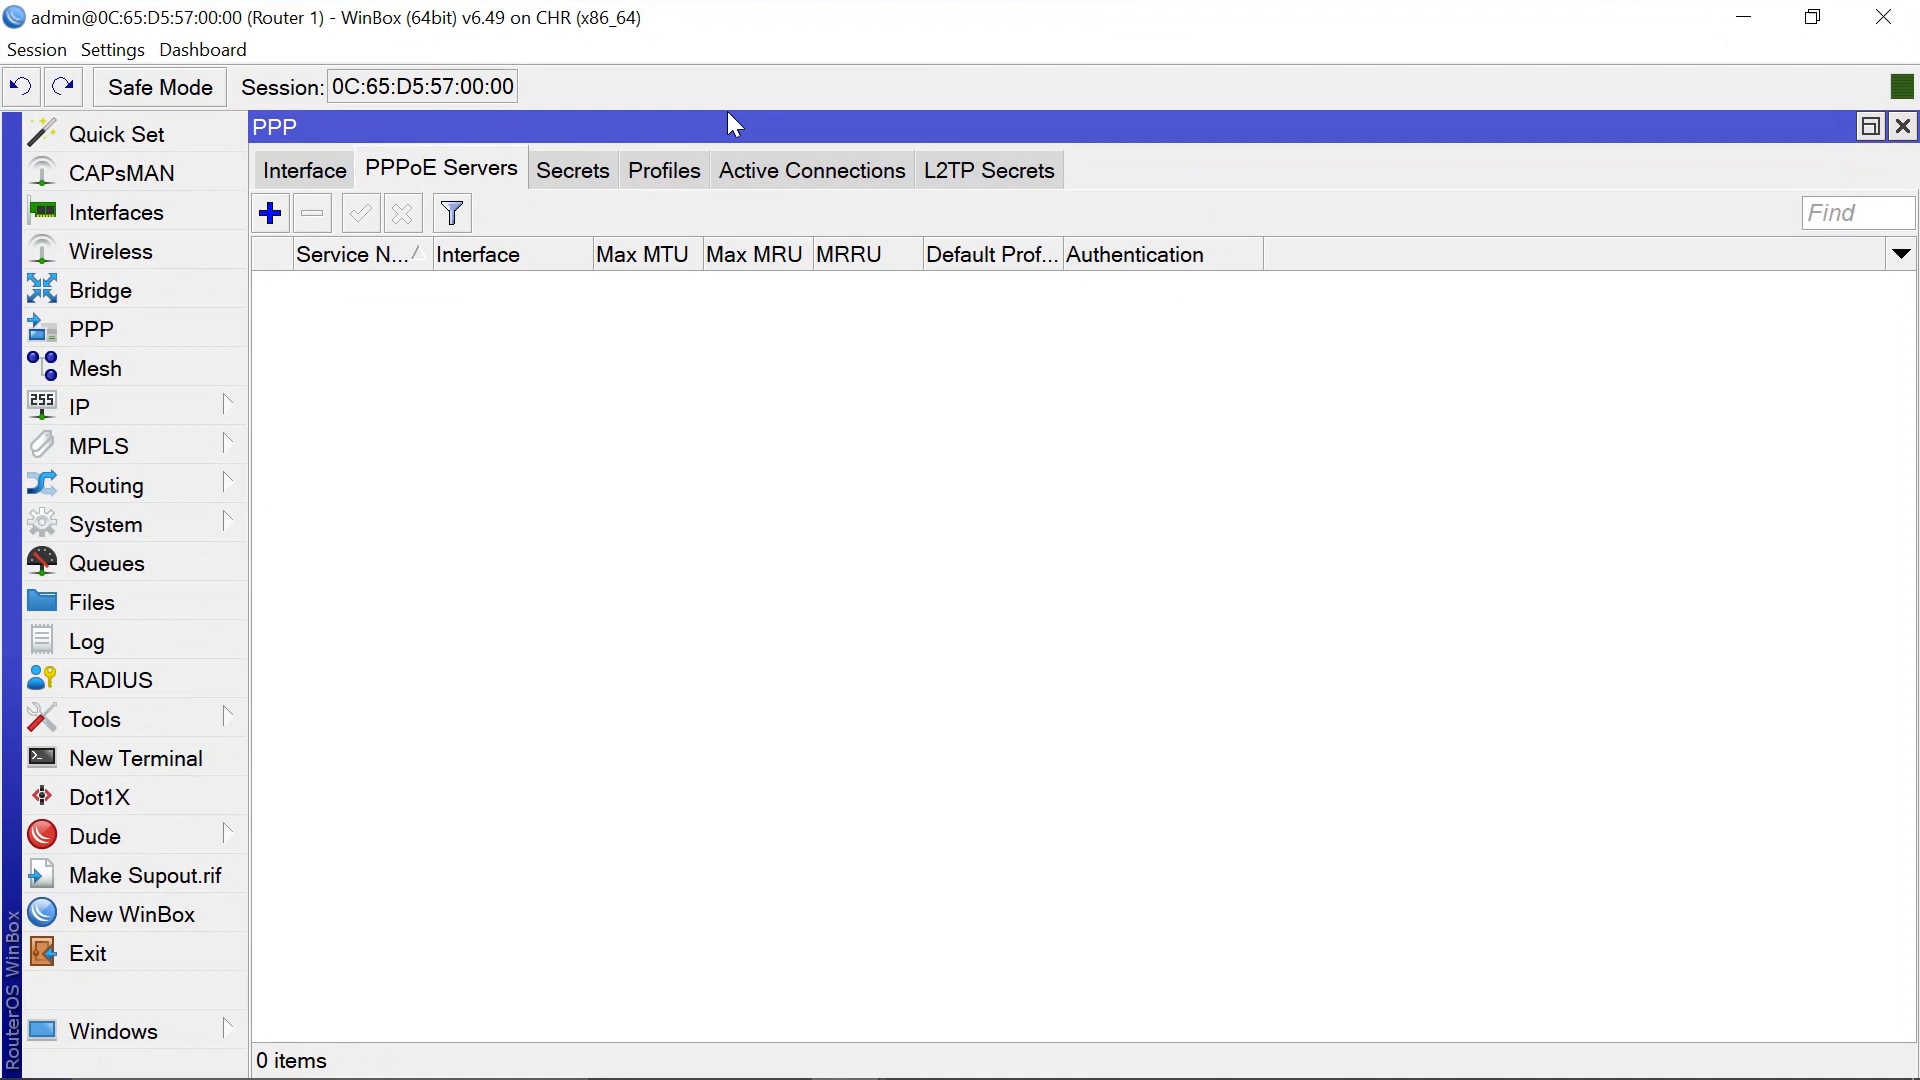 admin@0C:65:D5:57:00:00 (Router 1) - WinBox (64bit) v6.49 on CHR (x86_64)
Session Settings Dashboard
Safe Mode Session: 0C:65:D5:57:00:00
Quick Set
CAPsMAN
Interfaces
Wireless
Bridge
PPP
Mesh
255
IP
MPLS
Routing
System
Queues
Files
Log
RADIUS
Tools
New Terminal
Dot1X
Dude
Make Supout.rif
New WinBox
Exit
Windows
RouterOS WinBox
PPP
Interface PPPoE Servers Secrets Profiles Active Connections L2TP Secrets
Find
Service N... Interface Max MTU Max MRU MRRU Default Prof... Authentication
0 items